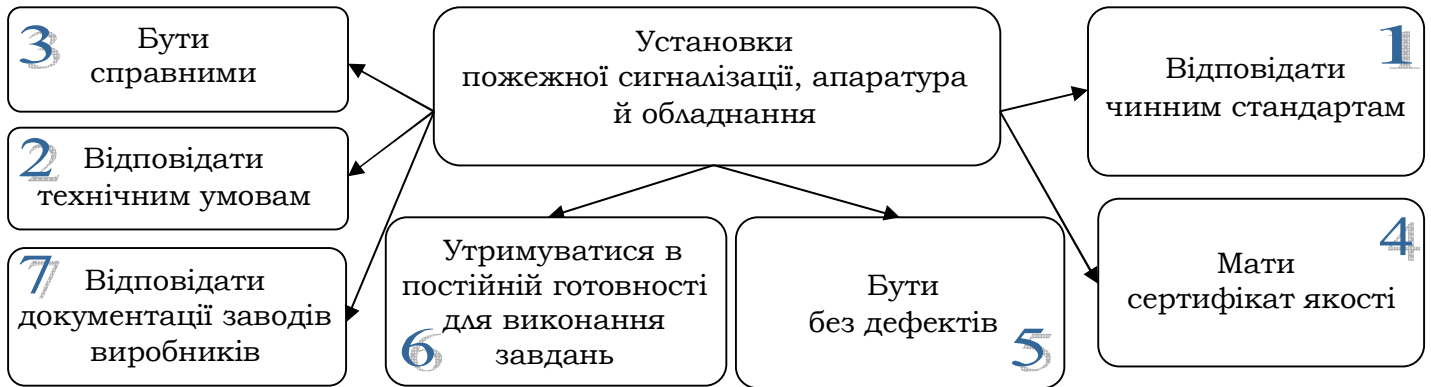 3
Бути
справними
Установки
пожежної сигналізації, апаратура
й обладнання
1
Відповідати
чинним стандартам
2
Відповідати
технічним умовам
7
Відповідати
документації заводів
виробників
Утримуватися в
постійній готовності
для виконання
завдань
6
Бути
без дефектів
5
4
Мати
сертифікат якості